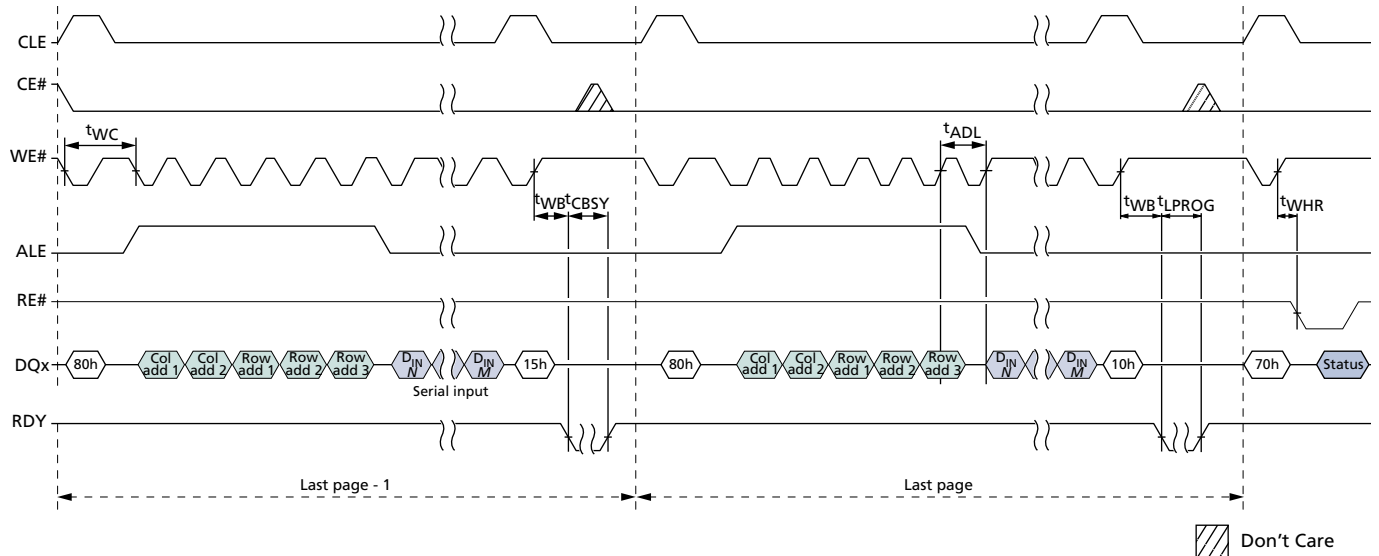 CLE
CE#
tWC
tADL
WE#
tWB tCBSY
tWB tLPROG
tWHR
ALE
RE#
DQx
80h
Col add 1
Col add 2
Row add 1
Row add 2
Row add 3
DIN N
DIN M
15h
80h
Col add 1
Col add 2
Row add 1
Row add 2
Row add 3
DIN N
DIN M
10h
70h
Status
Serial input
RDY
Last page - 1
Last page
Don't Care